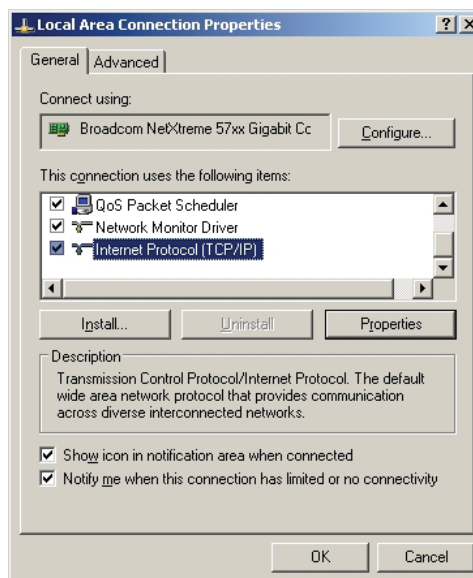 Local Area Connection Properties
General
Advanced
Connect using:
Broadcom NetXtreme 57xx Gigabit Cc
Configure...
This connection uses the following items:
QoS Packet Scheduler
Network Monitor Driver
Internet Protocol (TCP/IP)
Install...
Uninstall
Properties
Description
Transmission Control Protocol/Internet Protocol. The default
wide area network protocol that provides communication
across diverse interconnected networks.
Show icon in notification area when connected
Notify me when this connection has limited or no connectivity
OK
Cancel